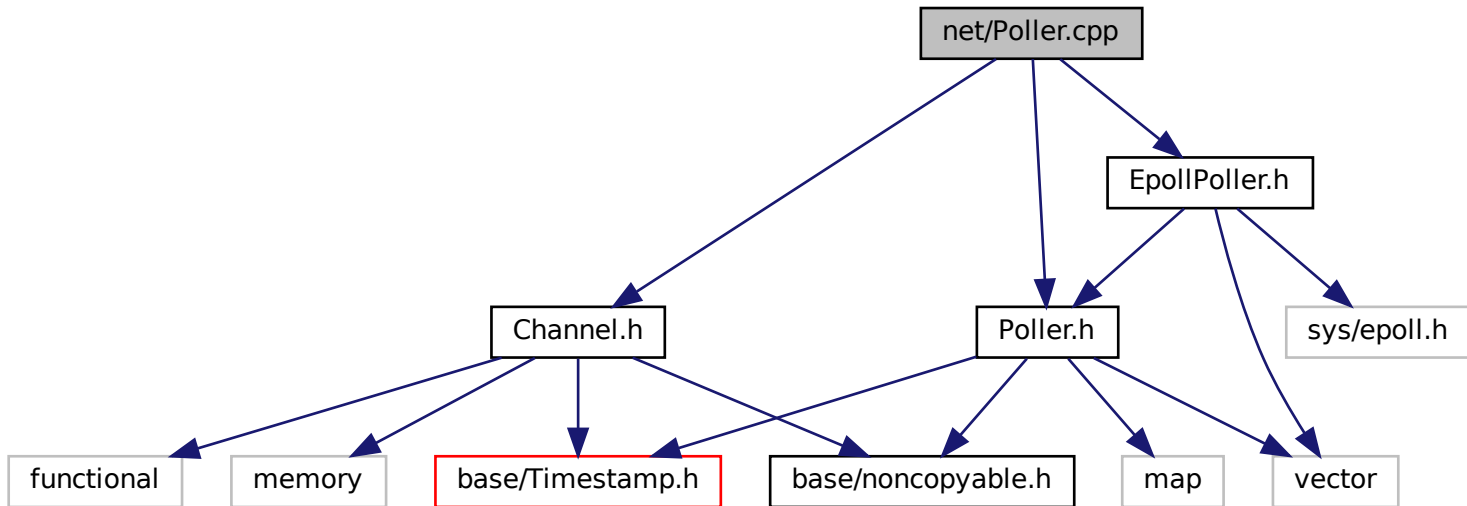 net/Poller.cpp
EpollPoller.h
Channel.h
Poller.h
sys/epoll.h
functional
memory
base/Timestamp.h
base/noncopyable.h
map
vector